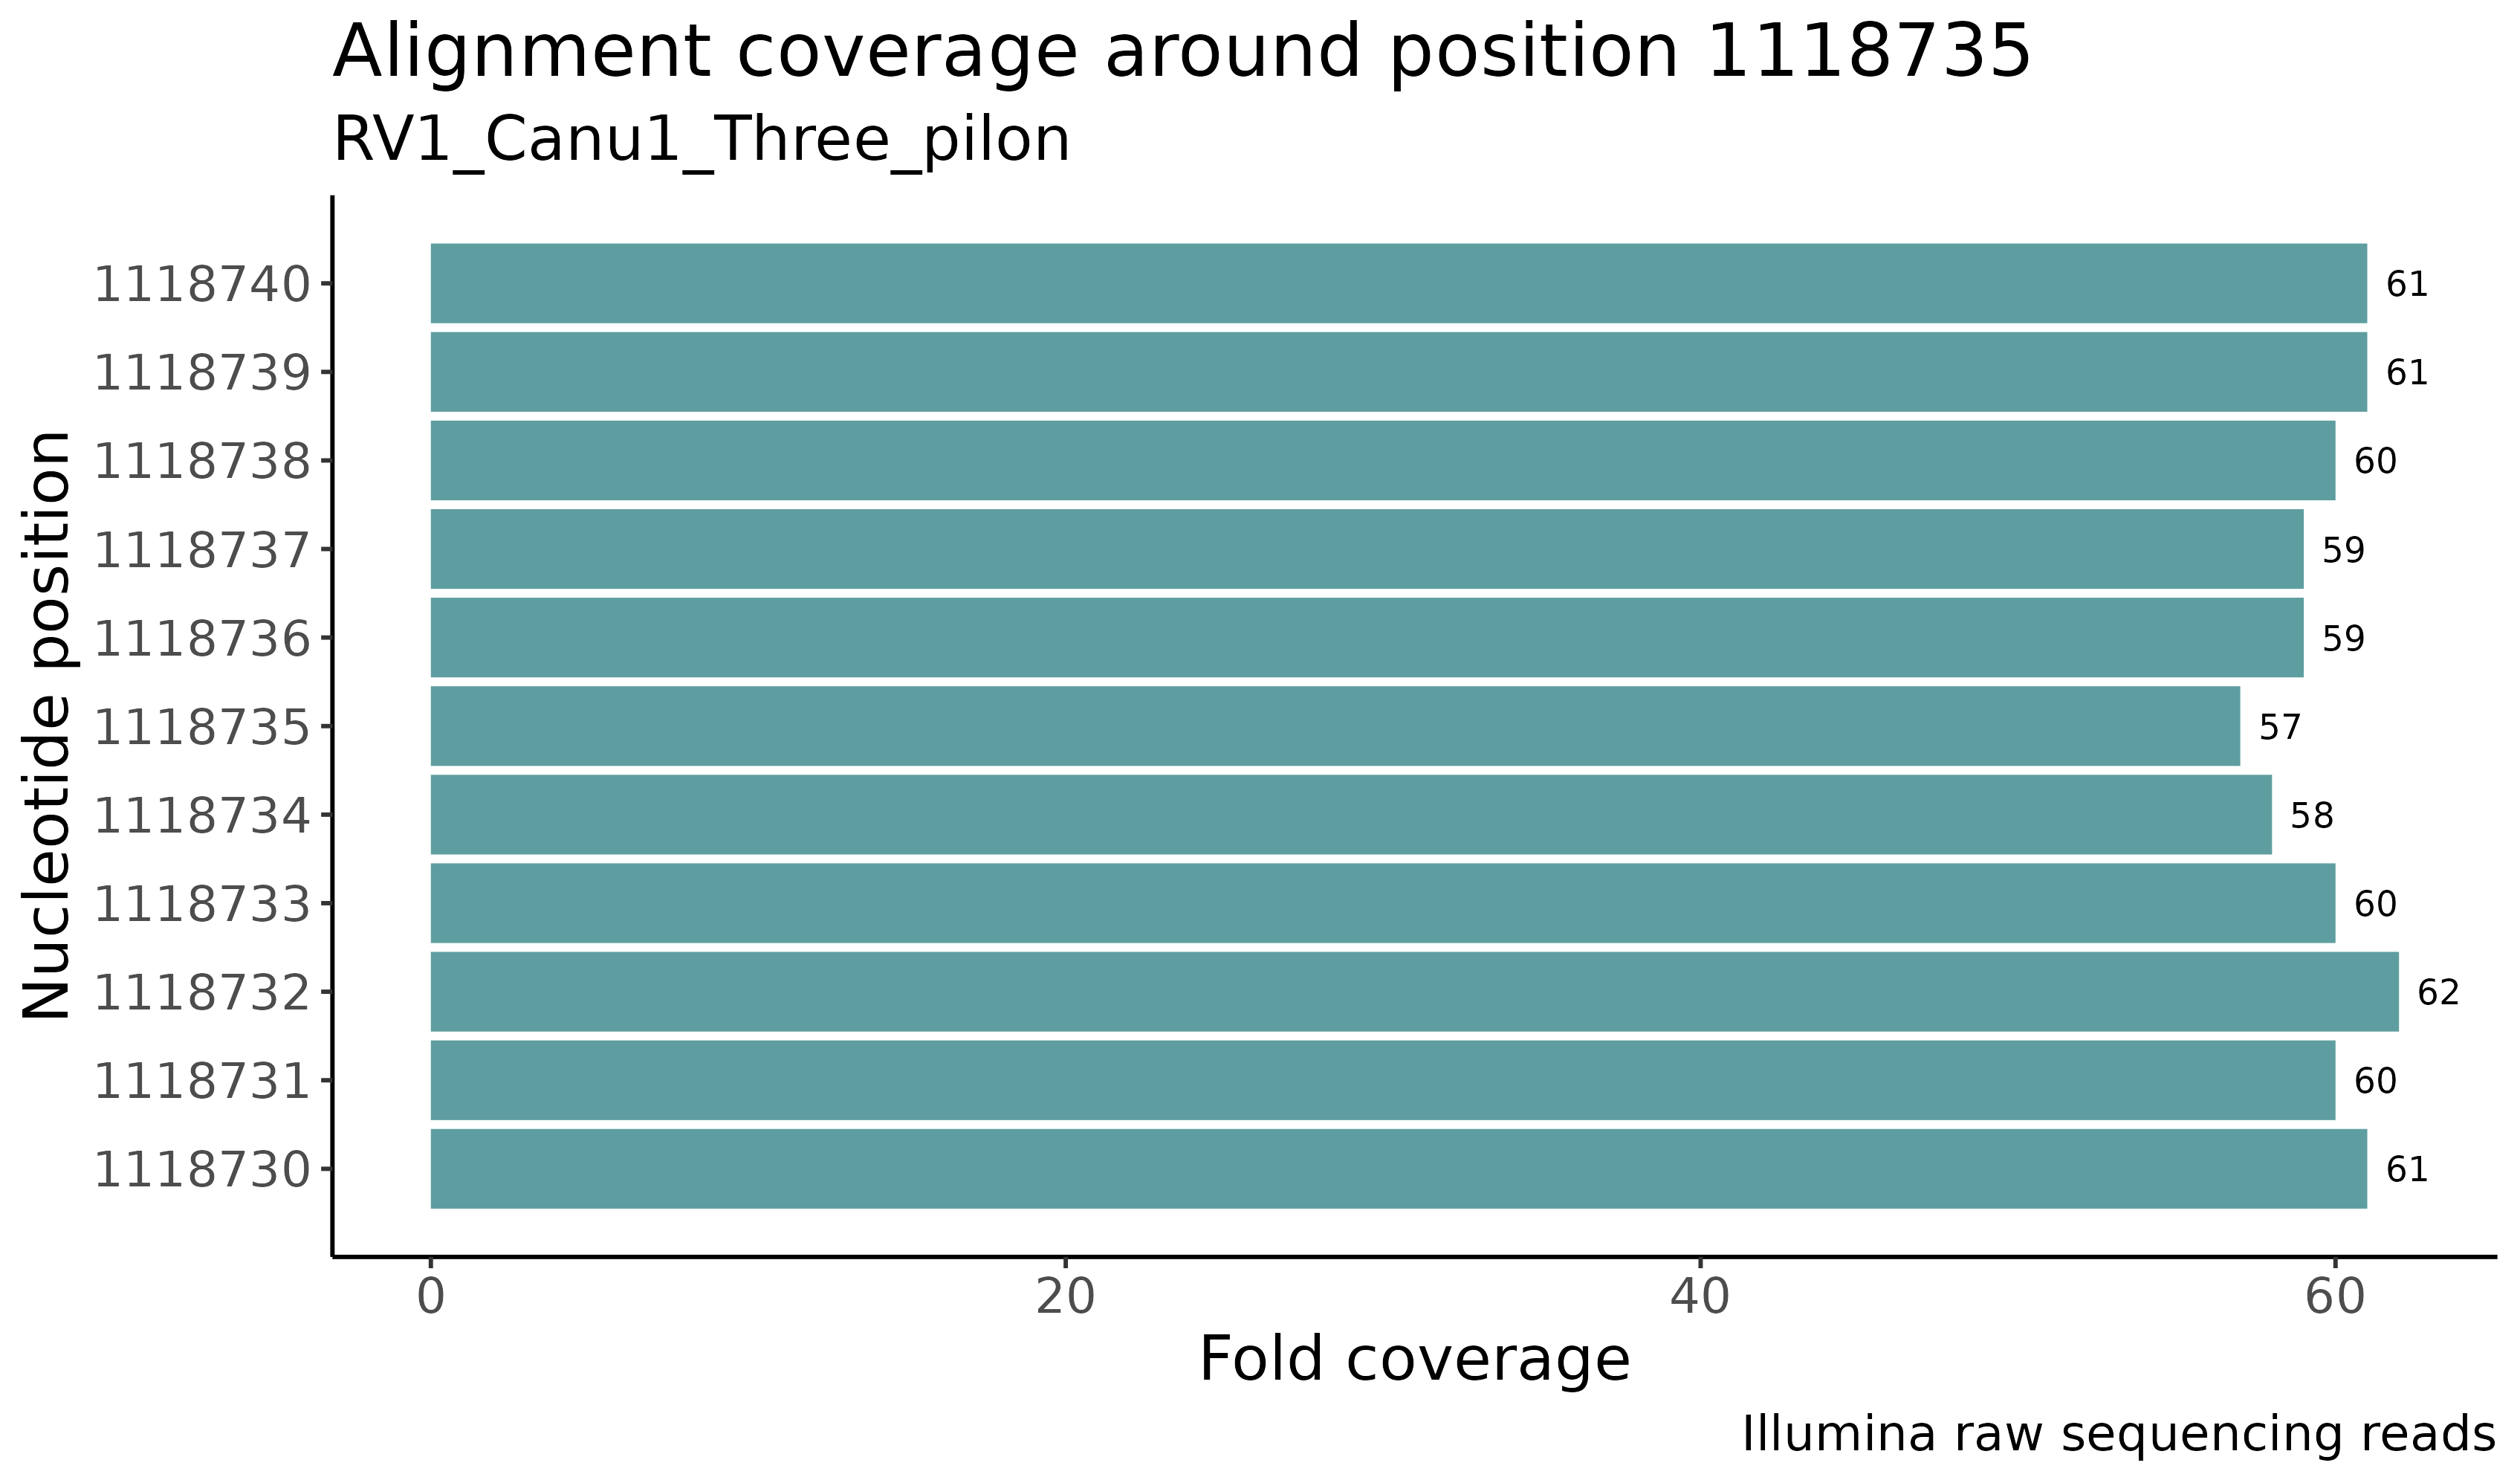 Alignment coverage around position 1118735
RV1_Canu1_Three_pilon
Nucleotide position
1118740 61
1118739 61
1118738 60
1118737 59
1118736 59
1118735 57
1118734 58
1118733 60
1118732 62
1118731 60
1118730 61
0 20 40 60
Fold coverage
Illumina raw sequencing reads